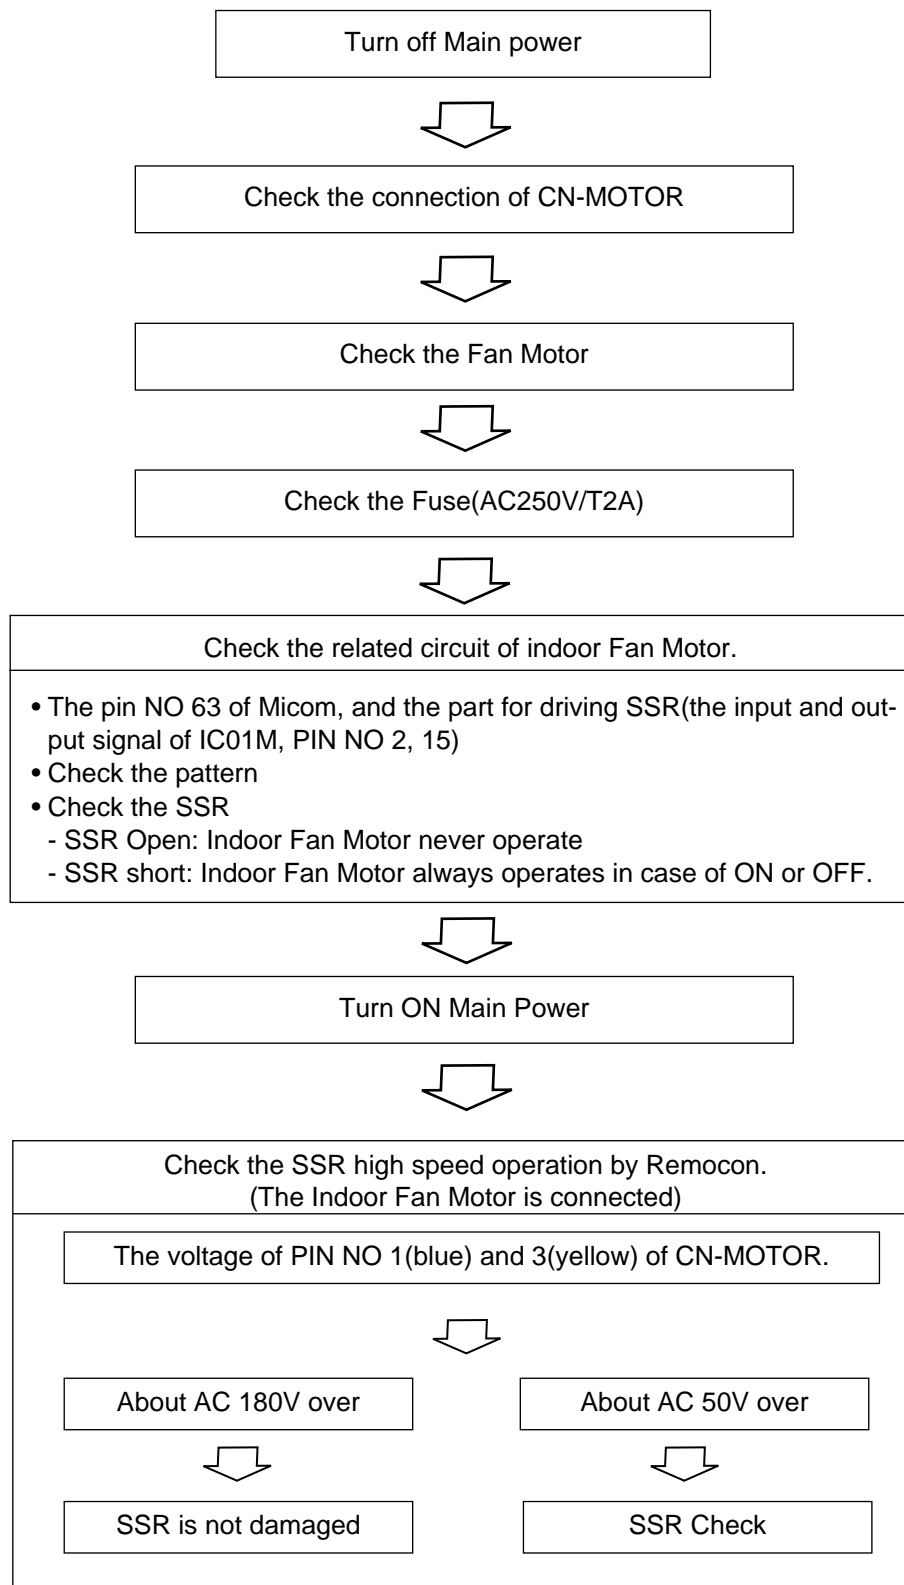 Turn off Main power
Check the connection of CN-MOTOR
Check the Fan Motor
Check the Fuse(AC250V/T2A)
Check the related circuit of indoor Fan Motor.
• The pin NO 63 of Micom, and the part for driving SSR(the input and out-
put signal of IC01M, PIN NO 2, 15)
• Check the pattern
• Check the SSR
- SSR Open: Indoor Fan Motor never operate
- SSR short: Indoor Fan Motor always operates in case of ON or OFF.
Turn ON Main Power
Check the SSR high speed operation by Remocon.
(The Indoor Fan Motor is connected)
The voltage of PIN NO 1(blue) and 3(yellow) of CN-MOTOR.
About AC 180V over
About AC 50V over
SSR is not damaged
SSR Check